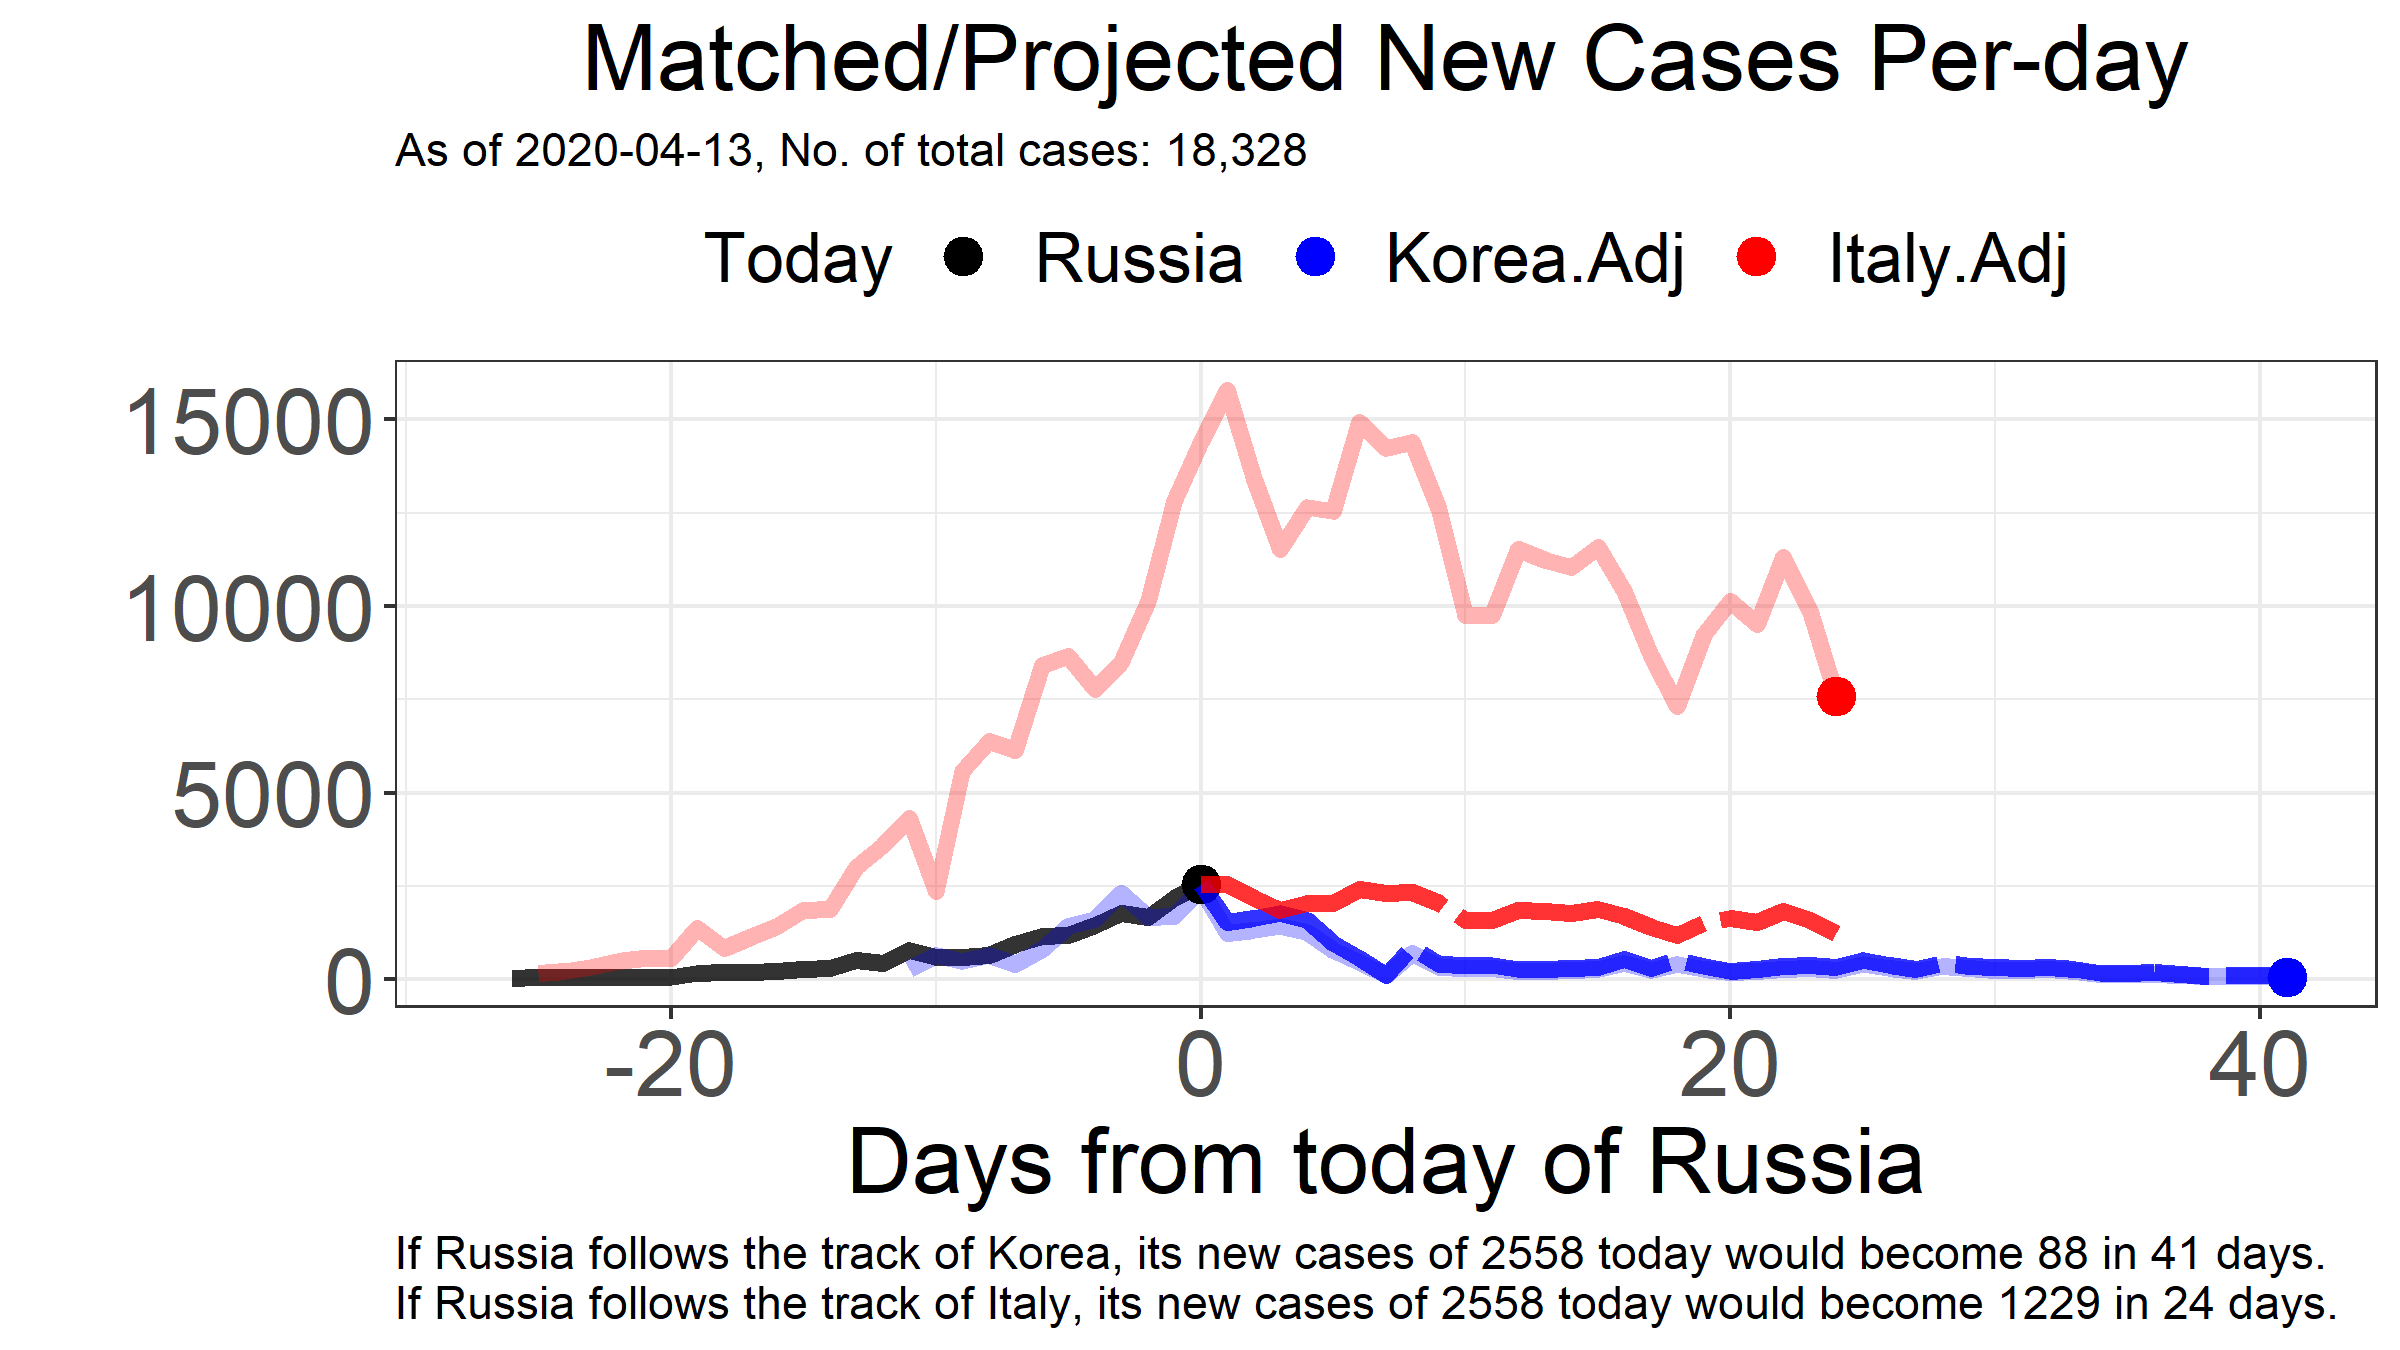 Matched/Projected New Cases Per-day
As of 2020-04-13, No. of total cases: 18,328
Today Russia Korea.Adj Italy.Adj
15000
10000
5000
0
-20 0 20 40
Days from today of Russia
If Russia follows the track of Korea, its new cases of 2558 today would become 88 in 41 days.
If Russia follows the track of Italy, its new cases of 2558 today would become 1229 in 24 days.